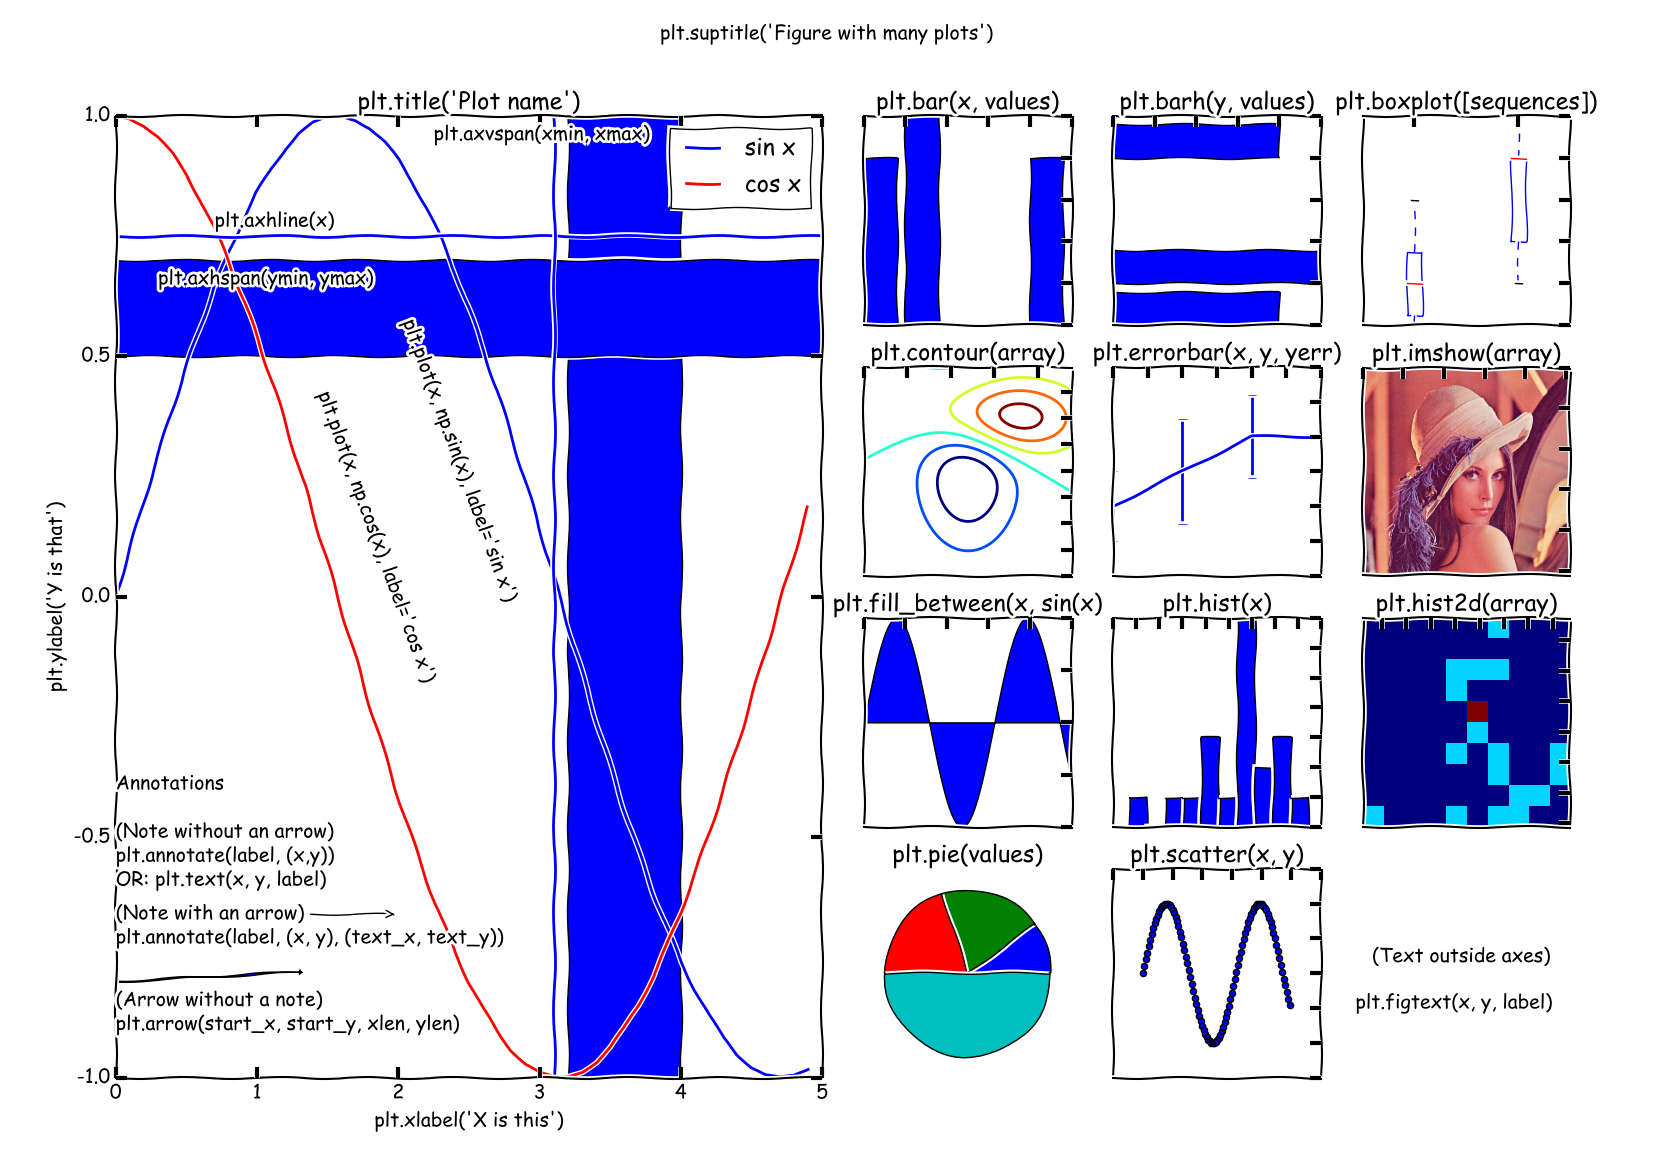 plt.suptitle('Figure with many plots')
plt.title('Plot name')
plt.axvspan(xmin, xmax)
sin x
cos x
plt.axhline(x)
plt.axhspan(ymin, ymax)
plt.plot(x, np.sin(x), label='sin x')
plt.plot(x, np.cos(x), label='cos x')
1.0
0.5
0.0
-0.5
-1.0
plt.ylabel('Y is that')
Annotations
(Note without an arrow)
plt.annotate(label, (x,y))
OR: plt.text(x, y, label)
(Note with an arrow)
plt.annotate(label, (x, y), (text_x, text_y))
(Arrow without a note)
plt.arrow(start_x, start_y, xlen, ylen)
0 1 2 3 4 5
plt.xlabel('X is this')
plt.bar(x, values)
plt.barh(y, values)
plt.boxplot([sequences])
plt.contour(array)
plt.errorbar(x, y, yerr)
plt.imshow(array)
plt.fill_between(x, sin(x)
plt.hist(x)
plt.hist2d(array)
plt.pie(values)
plt.scatter(x, y)
(Text outside axes)
plt.figtext(x, y, label)